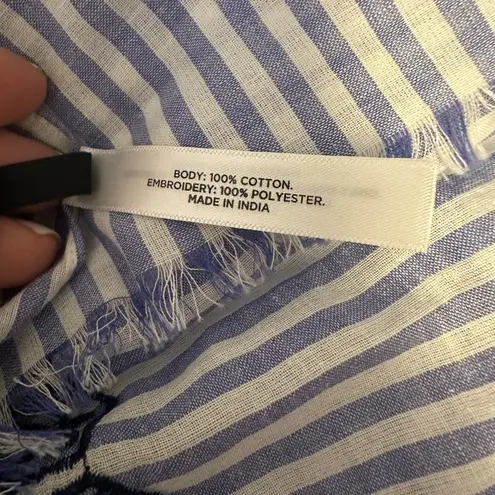 BODY: 100% COTTON.
EMBROIDERY: 100% POLYESTER.
MADE IN INDIA